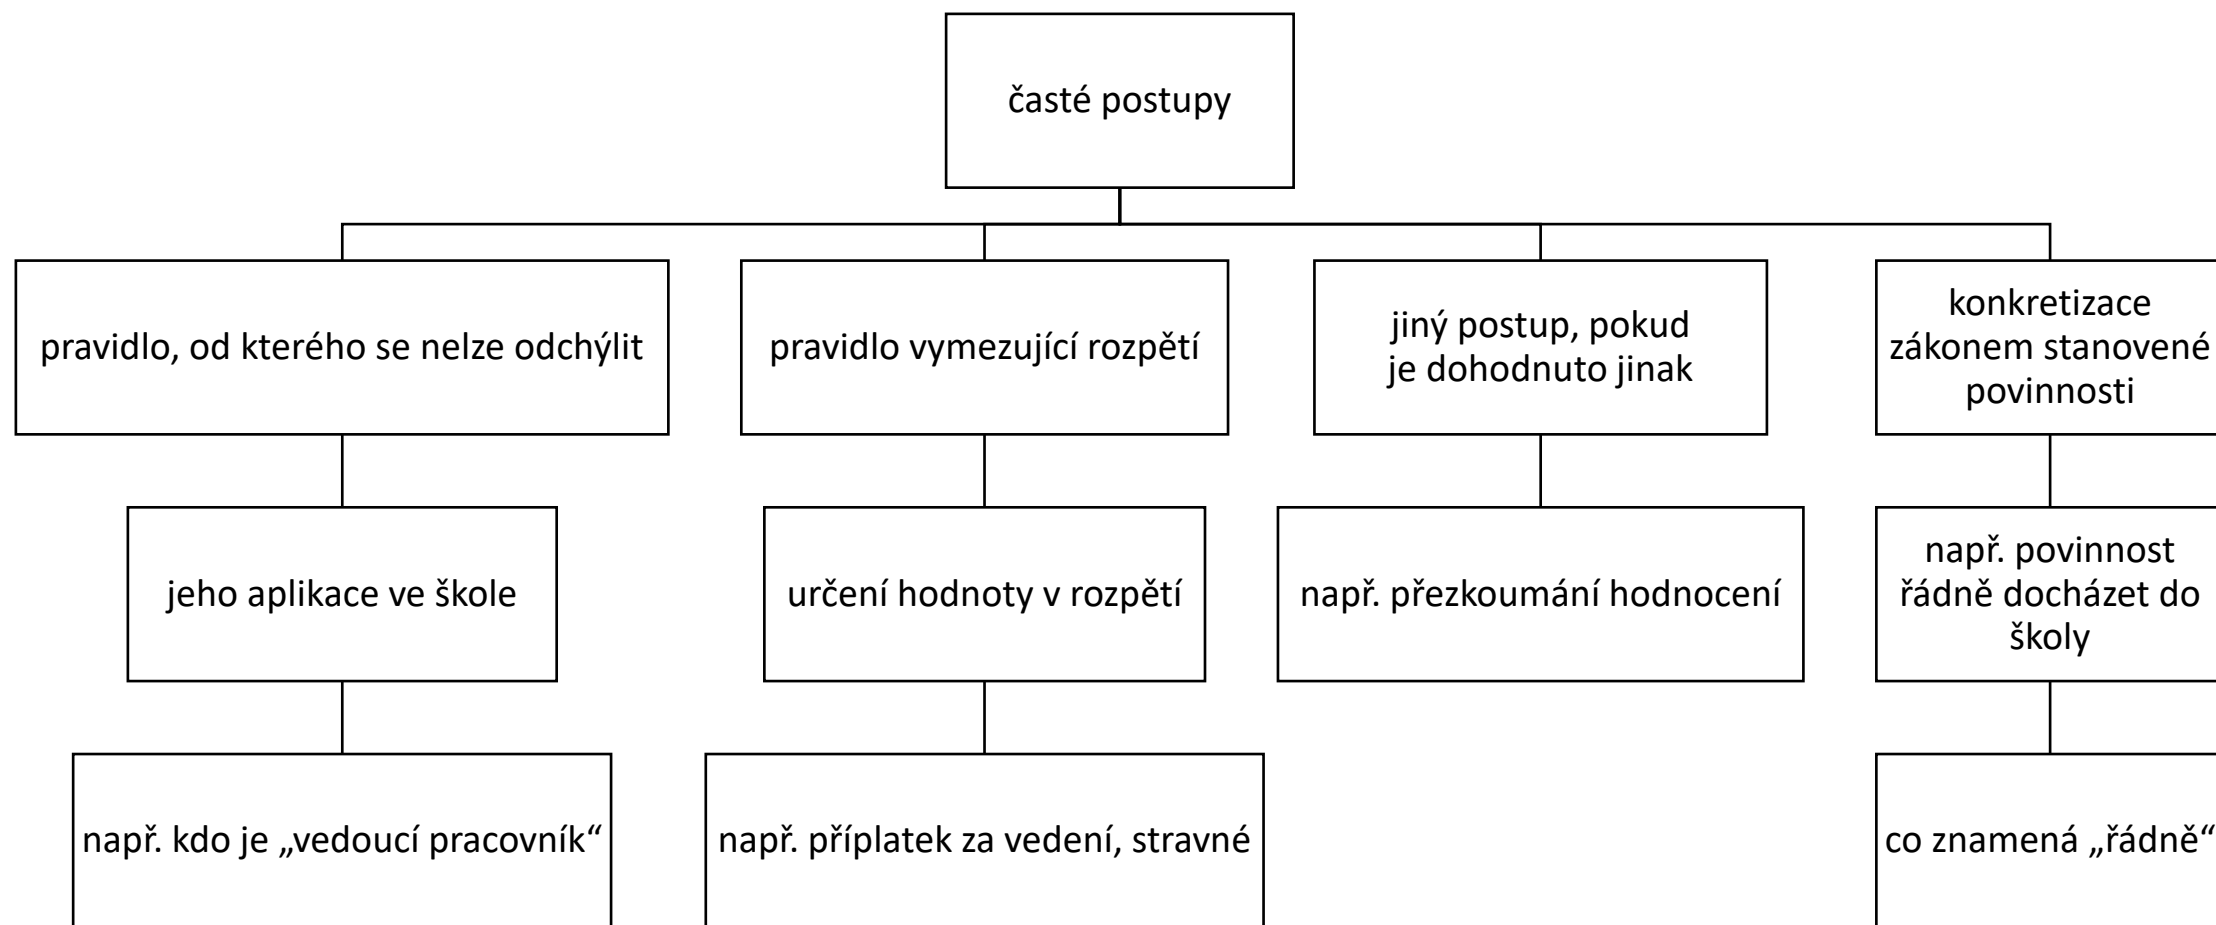 časté postupy
pravidlo, od kterého se nelze odchýlit
pravidlo vymezující rozpětí
jiný postup, pokud
je dohodnuto jinak
konkretizace
zákonem stanovené
povinnosti
jeho aplikace ve škole
určení hodnoty v rozpětí
např. přezkoumání hodnocení
např. povinnost
řádně docházet do
školy
např. kdo je „vedoucí pracovník“
např. příplatek za vedení, stravné
co znamená „řádně“